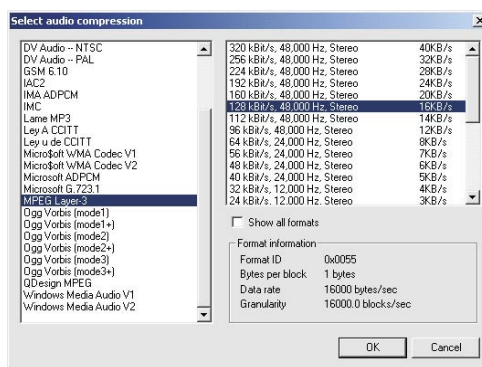 Select audio compression
DV Audio -- NTSC
DV Audio -- PAL
GSM 6.10
IAC2
IMA ADPCM
IMC
Lame MP3
Ley A CCITT
Ley u de CCITT
Micro$oft WMA Codec V1
Micro$oft WMA Codec V2
Microsoft ADPCM
Microsoft G.723.1
MPEG Layer-3
Ogg Vorbis (mode1)
Ogg Vorbis (mode1+)
Ogg Vorbis (mode2)
Ogg Vorbis (mode2+)
Ogg Vorbis (mode3)
Ogg Vorbis (mode3+)
QDesign MPEG
Windows Media Audio V1
Windows Media Audio V2
320 kBit/s, 48,000 Hz, Stereo 40KB/s
256 kBit/s, 48,000 Hz, Stereo 32KB/s
224 kBit/s, 48,000 Hz, Stereo 28KB/s
192 kBit/s, 48,000 Hz, Stereo 24KB/s
160 kBit/s, 48,000 Hz, Stereo 20KB/s
128 kBit/s, 48,000 Hz, Stereo 16KB/s
112 kBit/s, 48,000 Hz, Stereo 14KB/s
96 kBit/s, 48,000 Hz, Stereo 12KB/s
64 kBit/s, 24,000 Hz, Stereo 8KB/s
56 kBit/s, 24,000 Hz, Stereo 7KB/s
48 kBit/s, 24,000 Hz, Stereo 6KB/s
40 kBit/s, 24,000 Hz, Stereo 5KB/s
32 kBit/s, 12,000 Hz, Stereo 4KB/s
24 kBit/s, 12,000 Hz, Stereo 3KB/s
Show all formats
Format information
Format ID 0x0055
Bytes per block 1 bytes
Data rate 16000 bytes/sec
Granularity 16000.0 blocks/sec
OK Cancel